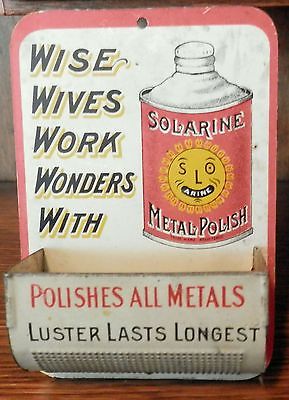 WISE
WIVES
WORK
WONDERS
WITH
SOLARINE
SLO
ARINE
METAL POLISH
POLISHES ALL METALS
LUSTER LASTS LONGEST